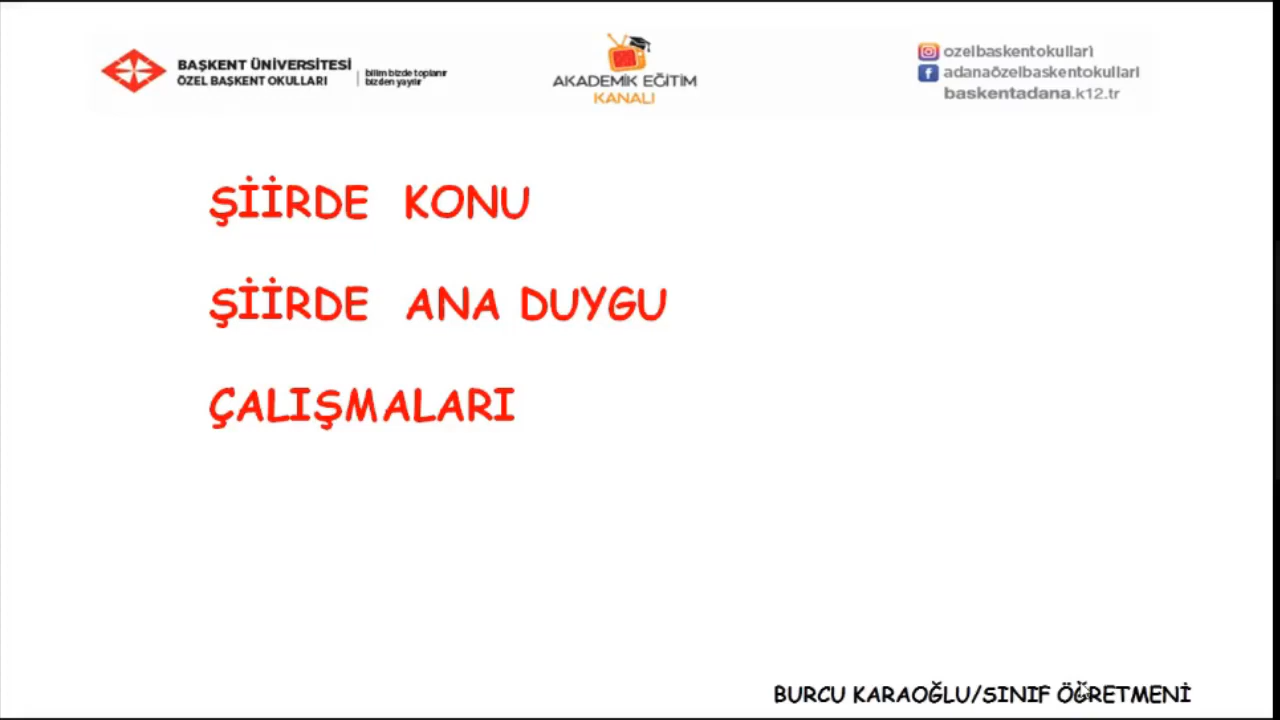 BAŞKENT ÜNİVERSİTESİ
ÖZEL BAŞKENT OKULLARI
bilim bizde toplanır
bizden yayılır
AKADEMİK EĞİTİM
KANALI
ozelbaskentokullari
adanaözelbaskentokullari
baskentadana.k12.tr
ŞİİRDE KONU
ŞİİRDE ANA DUYGU
ÇALIŞMALARI
BURCU KARAOĞLU/SINIF ÖĞRETMENİ